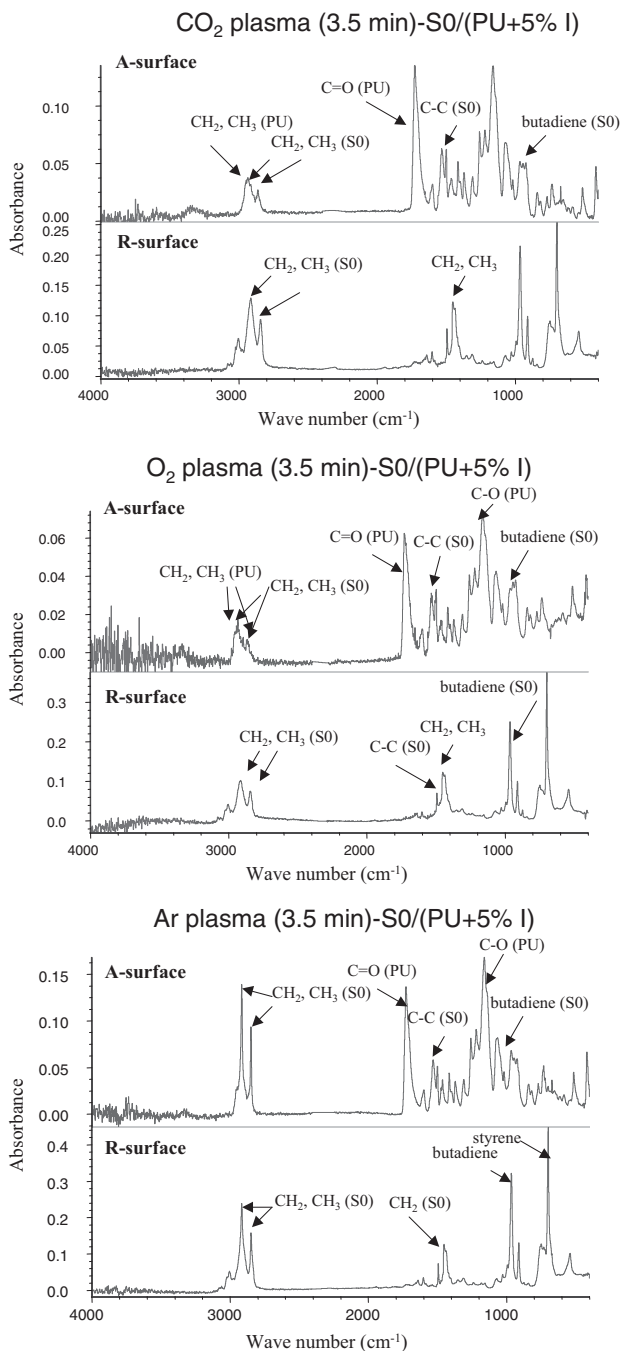 CO₂ plasma (3.5 min)-S0/(PU+5% I)
A-surface
C=O (PU)
C-C (S0)
CH₂, CH₃ (PU)
butadiene (S0)
CH₂, CH₃ (S0)
0.10
0.05
0.00
Absorbance
R-surface
0.25
0.20
0.15
0.10
0.05
0.00
CH₂, CH₃ (S0)
CH₂, CH₃
Absorbance
4000 3000 2000 1000
Wave number (cm⁻¹)
O₂ plasma (3.5 min)-S0/(PU+5% I)
A-surface
C-O (PU)
C=O (PU)
C-C (S0)
butadiene (S0)
CH₂, CH₃ (PU)
CH₂, CH₃ (S0)
0.06
0.04
0.02
0.00
Absorbance
R-surface
butadiene (S0)
CH₂, CH₃ (S0)
CH₂, CH₃
C-C (S0)
0.3
0.2
0.1
0.0
Absorbance
4000 3000 2000 1000
Wave number (cm⁻¹)
Ar plasma (3.5 min)-S0/(PU+5% I)
A-surface
C-O (PU)
C=O (PU)
CH₂, CH₃ (S0)
butadiene (S0)
C-C (S0)
0.15
0.10
0.05
0.00
Absorbance
R-surface
styrene
butadiene
CH₂, CH₃ (S0)
CH₂ (S0)
0.4
0.3
0.2
0.1
0.0
Absorbance
4000 3000 2000 1000
Wave number (cm⁻¹)